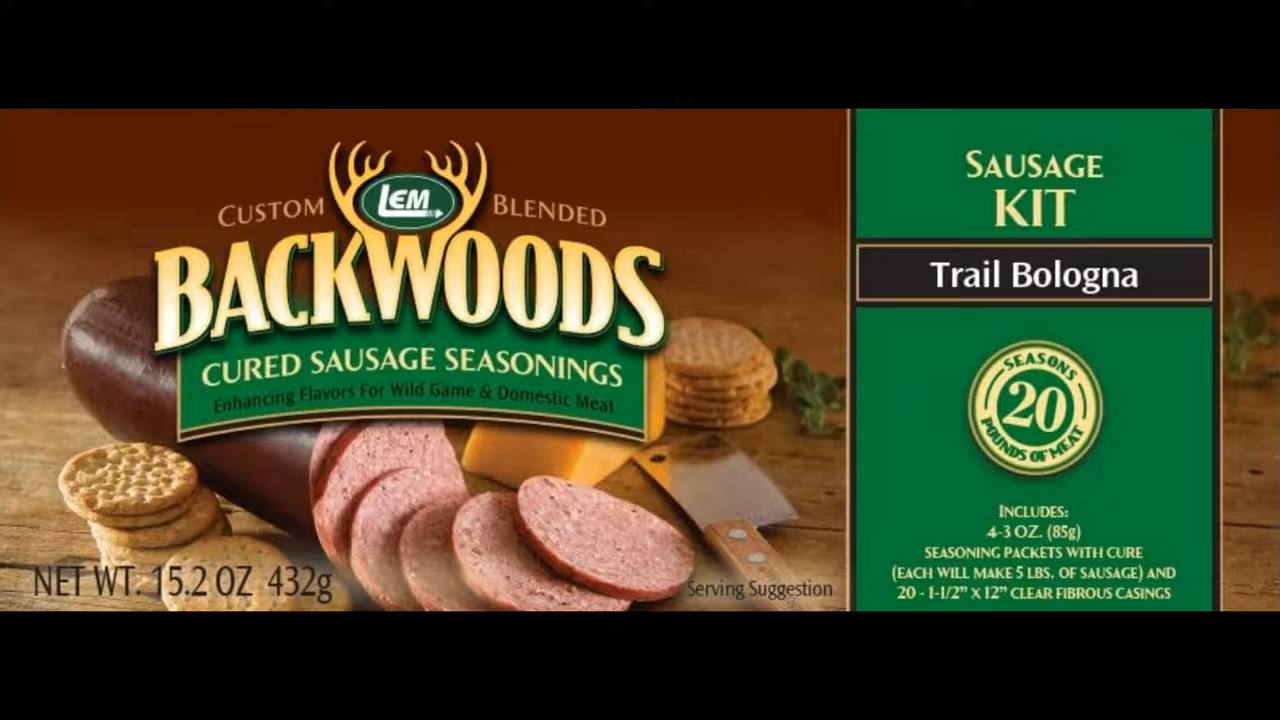 CUSTOM LEM BLENDED
BACKWOODS
CURED SAUSAGE SEASONINGS
Enhancing Flavors For Wild Game & Domestic Meat
NET WT. 15.2 OZ 432g
Serving Suggestion
SAUSAGE
KIT
Trail Bologna
SEASONS
20
POUNDS OF MEAT
INCLUDES:
4-3 OZ. (85g)
SEASONING PACKETS WITH CURE
(EACH WILL MAKE 5 LBS. OF SAUSAGE) AND
20 - 1-1/2" X 12" CLEAR FIBROUS CASINGS